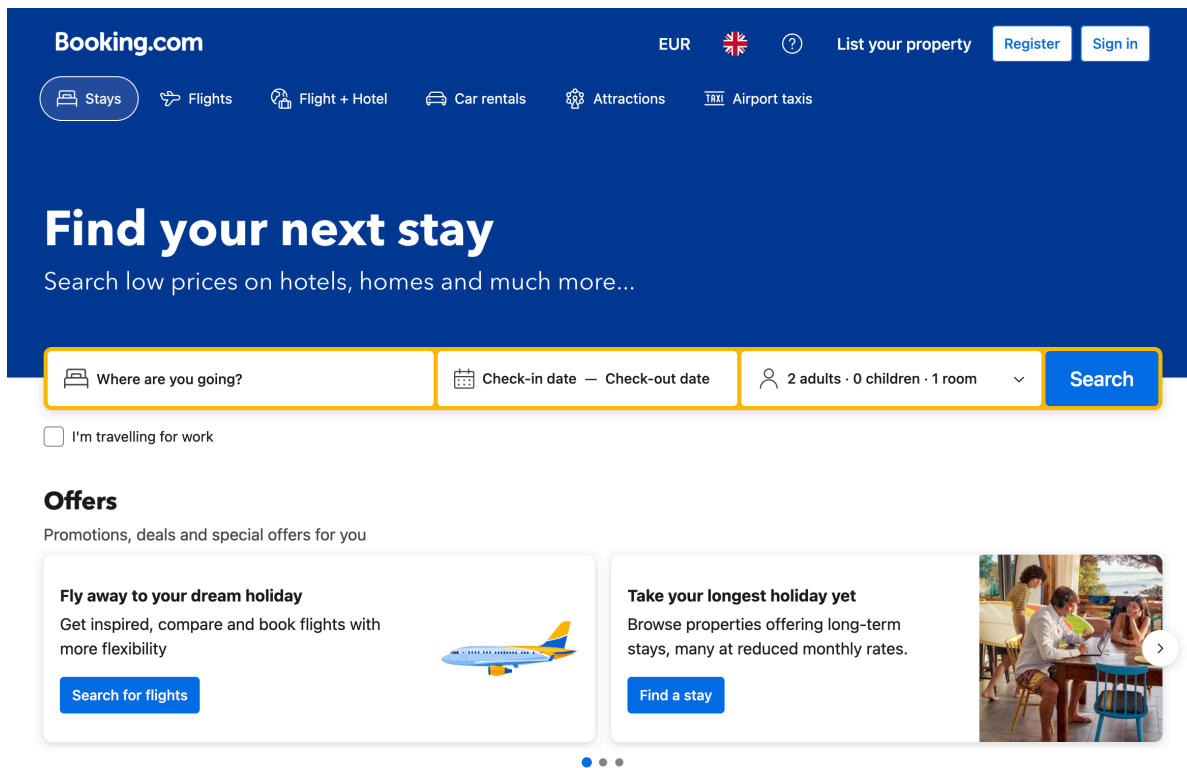 Booking.com
EUR
List your property
Register
Sign in
Stays
Flights
Flight + Hotel
Car rentals
Attractions
TAXI Airport taxis
Find your next stay
Search low prices on hotels, homes and much more...
Where are you going?
Check-in date — Check-out date
2 adults · 0 children · 1 room
Search
I'm travelling for work
Offers
Promotions, deals and special offers for you
Fly away to your dream holiday
Get inspired, compare and book flights with
more flexibility
Search for flights
Take your longest holiday yet
Browse properties offering long-term
stays, many at reduced monthly rates.
Find a stay